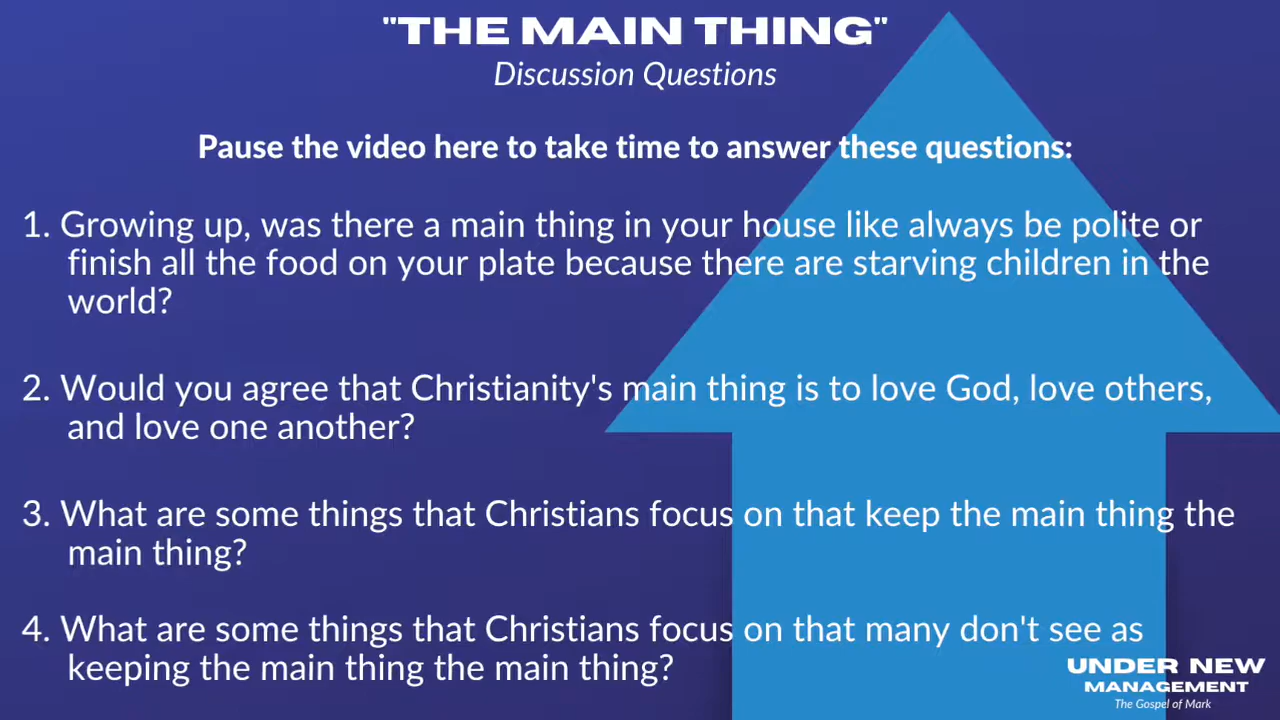 "THE MAIN THING"
Discussion Questions
Pause the video here to take time to answer these questions:
1. Growing up, was there a main thing in your house like always be polite or
finish all the food on your plate because there are starving children in the
world?
2. Would you agree that Christianity's main thing is to love God, love others,
and love one another?
3. What are some things that Christians focus on that keep the main thing the
main thing?
4. What are some things that Christians focus on that many don't see as
keeping the main thing the main thing?
UNDER NEW
MANAGEMENT
The Gospel of Mark